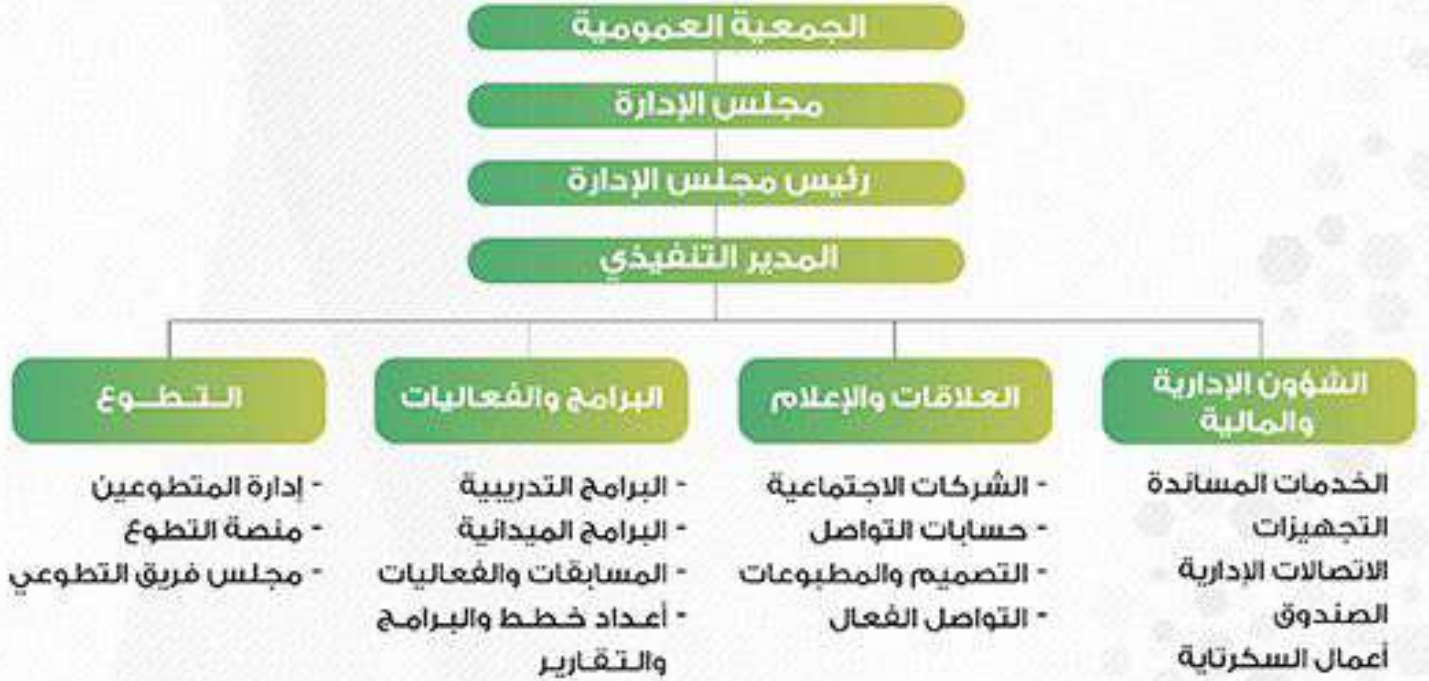 الجمعية العمومية
مجلس الإدارة
رئيس مجلس الإدارة
المدير التنفيذي
الشؤون الإدارية
والمالية
الخدمات المساندة
التجهيزات
الاتصالات الإدارية
الصندوق
أعمال السكرتاية
العلاقات والإعلام
- الشركات الاجتماعية
- حسابات التواصل
- التصميم والمطبوعات
- التواصل الفعال
البرامج والفعاليات
- البرامج التدريبية
- البرامج الميدانية
- المسابقات والفعاليات
- أعداد خطط والبرامج
والتقارير
التطوع
- إدارة المتطوعين
- منصة التطوع
- مجلس فريق التطوعي